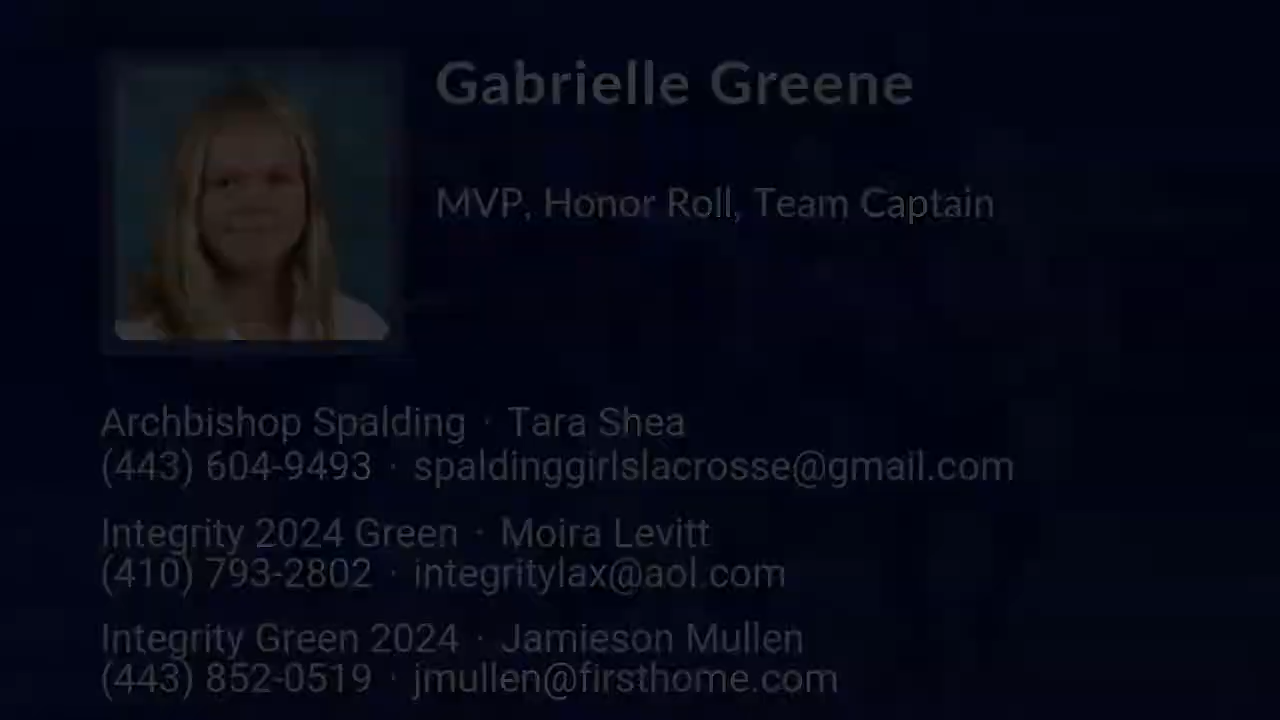 Gabrielle Greene
MVP, Honor Roll, Team Captain
Archbishop Spalding · Tara Shea
(443) 604-9493 · spaldinggirlslacrosse@gmail.com
Integrity 2024 Green · Moira Levitt
(410) 793-2802 · integritylax@aol.com
Integrity Green 2024 · Jamieson Mullen
(443) 852-0519 · jmullen@firsthome.com